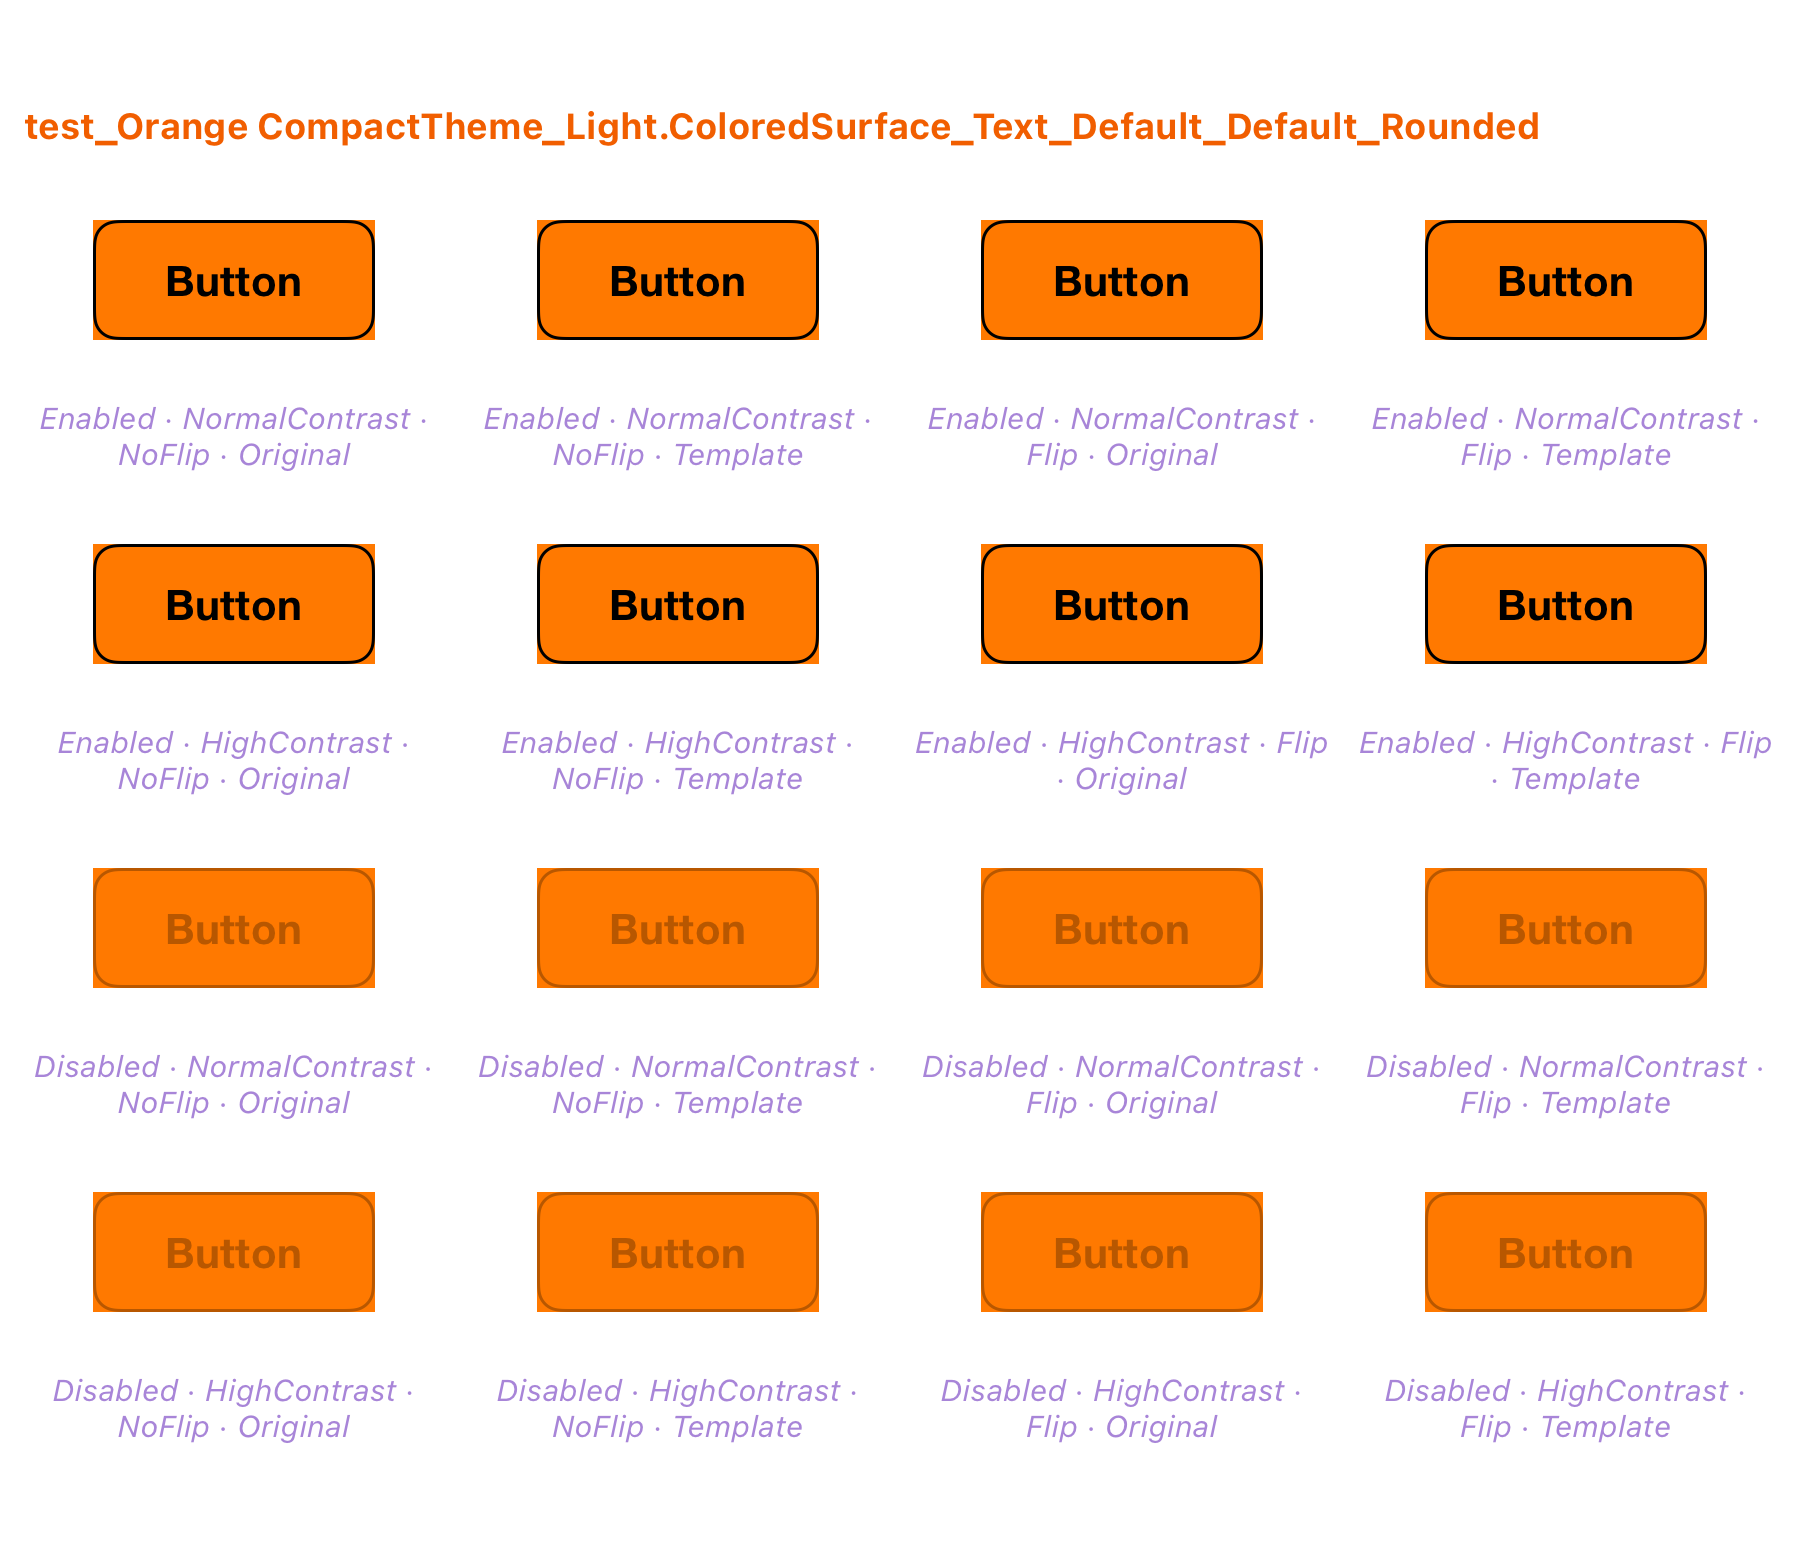 test_Orange CompactTheme_Light.ColoredSurface_Text_Default_Default_Rounded
Button Button Button Button
Enabled · NormalContrast · Enabled · NormalContrast · Enabled · NormalContrast · Enabled · NormalContrast ·
NoFlip · Original NoFlip · Template Flip · Original Flip · Template
Button Button Button Button
Enabled · HighContrast · Enabled · HighContrast · Enabled · HighContrast · Flip Enabled · HighContrast · Flip
NoFlip · Original NoFlip · Template · Original · Template
Button Button Button Button
Disabled · NormalContrast · Disabled · NormalContrast · Disabled · NormalContrast · Disabled · NormalContrast ·
NoFlip · Original NoFlip · Template Flip · Original Flip · Template
Button Button Button Button
Disabled · HighContrast · Disabled · HighContrast · Disabled · HighContrast · Disabled · HighContrast ·
NoFlip · Original NoFlip · Template Flip · Original Flip · Template